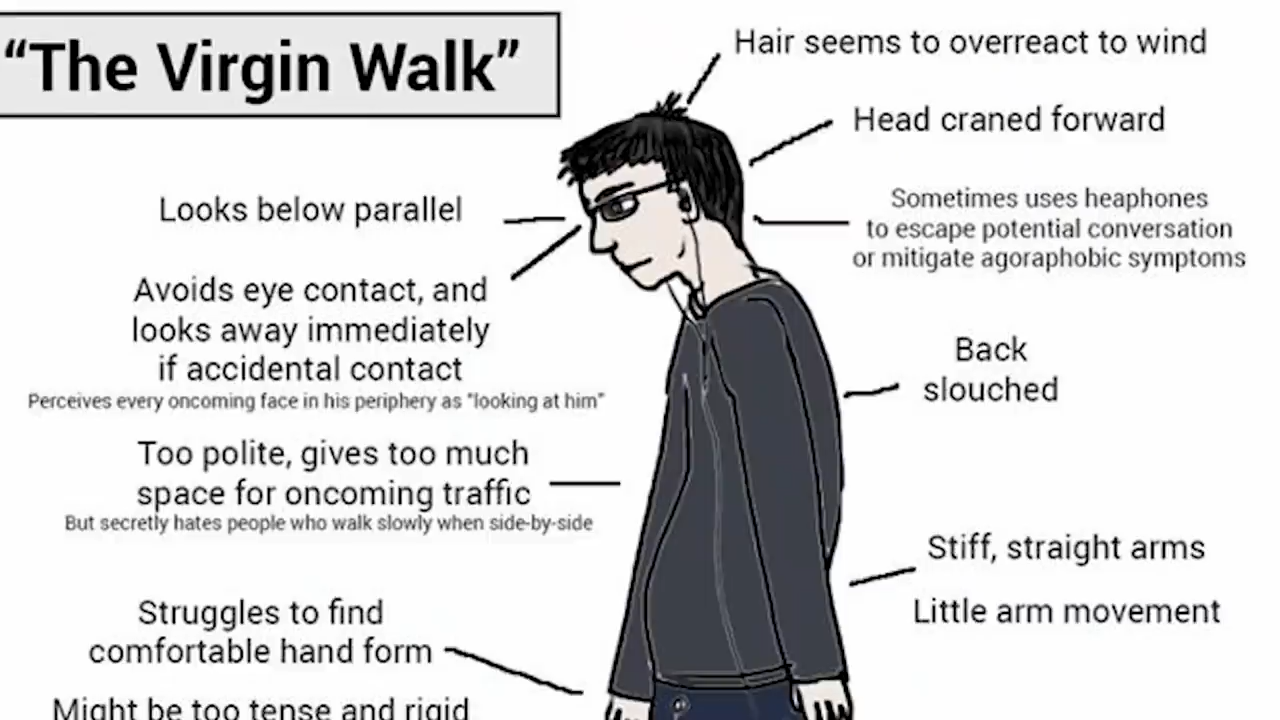 “The Virgin Walk”
Hair seems to overreact to wind
Head craned forward
Sometimes uses heaphones
to escape potential conversation
or mitigate agoraphobic symptoms
Looks below parallel
Avoids eye contact, and
looks away immediately
if accidental contact
Perceives every oncoming face in his periphery as "looking at him"
Back
slouched
Too polite, gives too much
space for oncoming traffic
But secretly hates people who walk slowly when side-by-side
Stiff, straight arms
Little arm movement
Struggles to find
comfortable hand form
Might be too tense and rigid